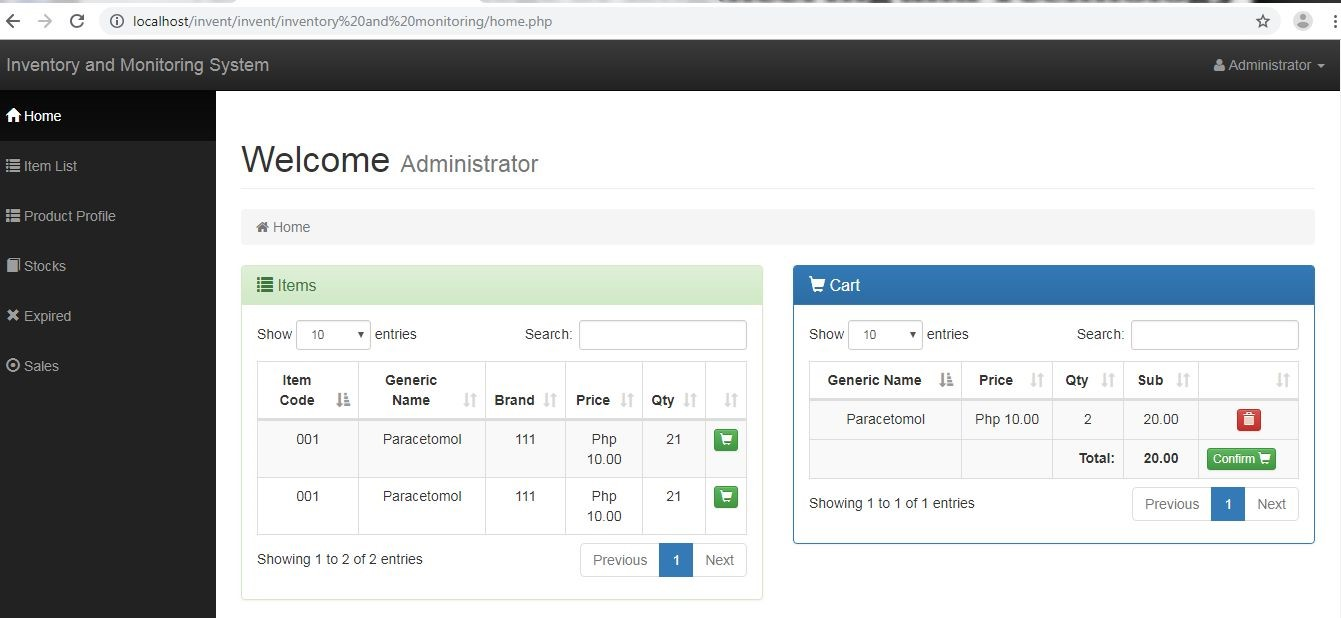 localhost/invent/invent/inventory%20and%20monitoring/home.php
Inventory and Monitoring System
Administrator
Home
Item List
Product Profile
Stocks
Expired
Sales
Welcome Administrator
Home
Items
Show 10 entries Search:
Item Code Generic Name Brand Price Qty
001 Paracetomol 111 Php 10.00 21
001 Paracetomol 111 Php 10.00 21
Showing 1 to 2 of 2 entries Previous 1 Next
Cart
Show 10 entries Search:
Generic Name Price Qty Sub
Paracetomol Php 10.00 2 20.00
Total: 20.00 Confirm
Showing 1 to 1 of 1 entries Previous 1 Next